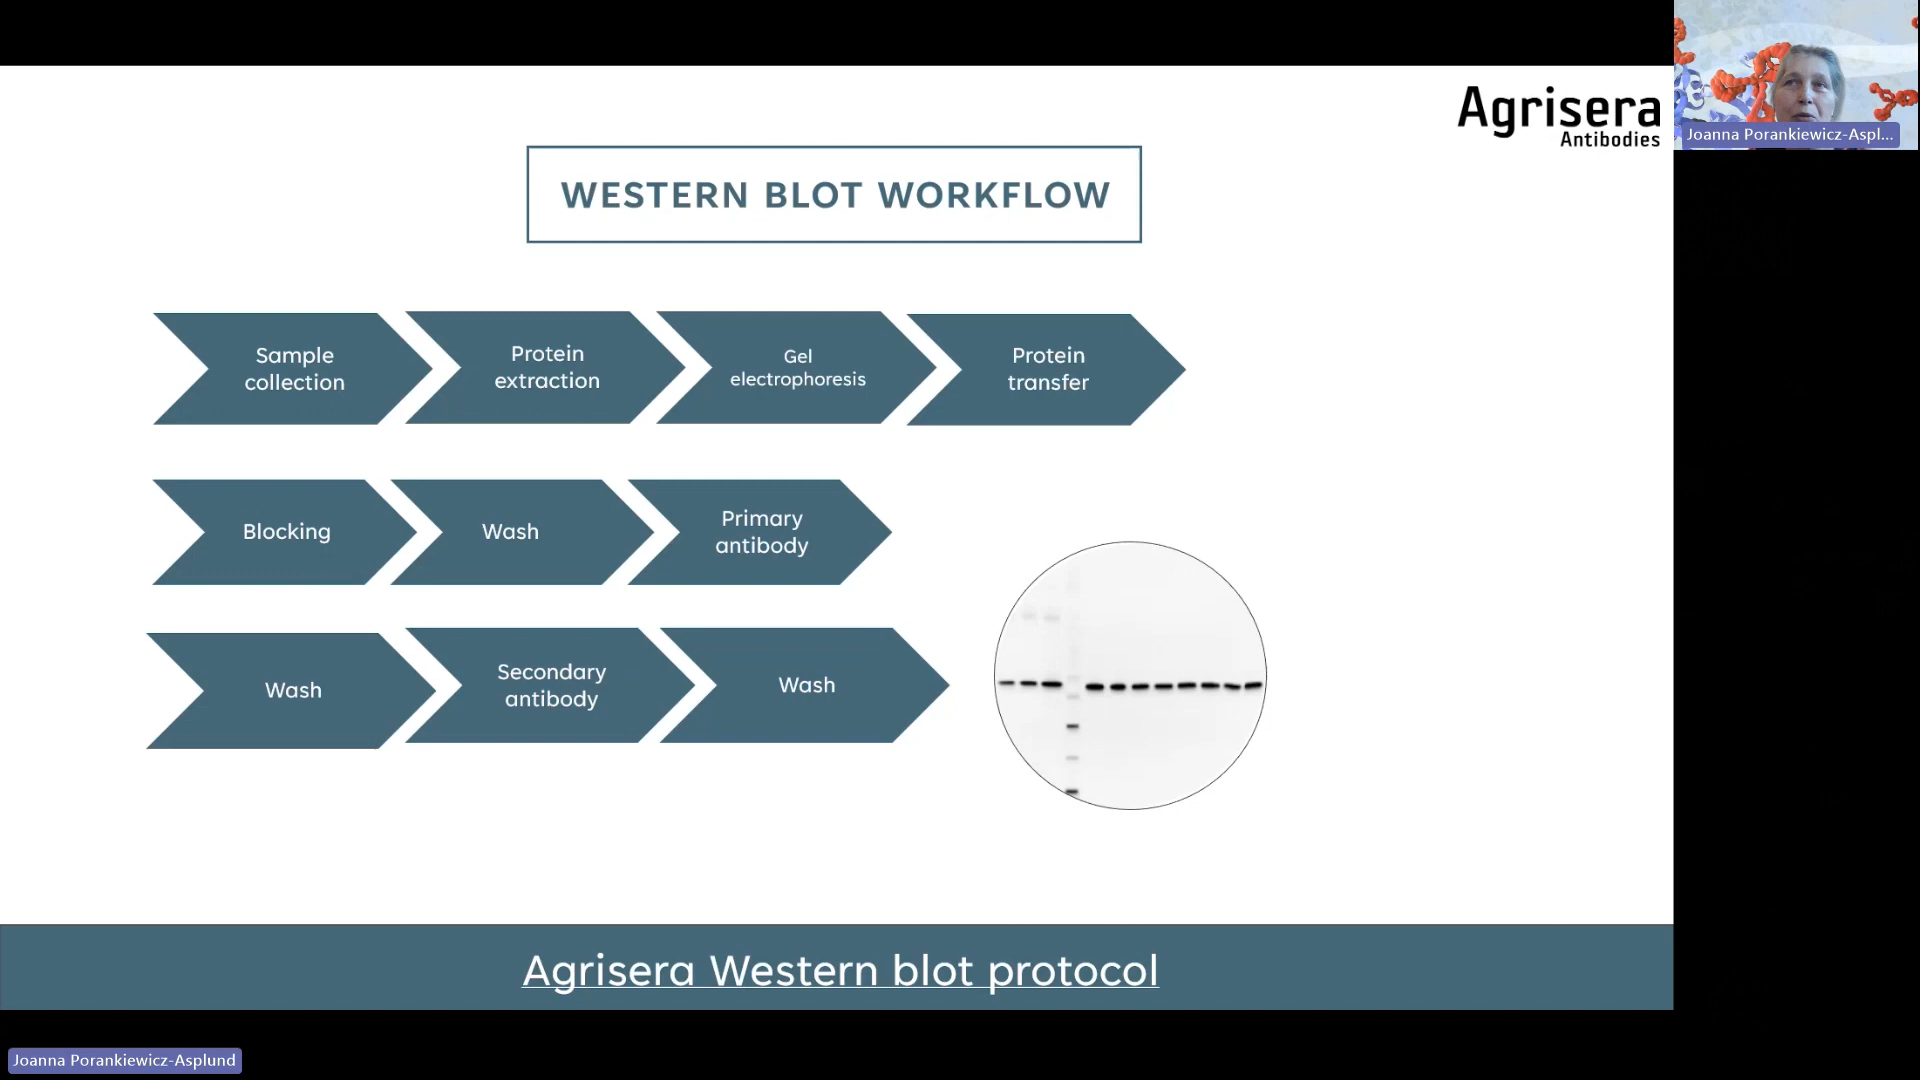 Agrisera
Antibodies
Joanna Porankiewicz-Aspl...
WESTERN BLOT WORKFLOW
Sample
collection
Protein
extraction
Gel
electrophoresis
Protein
transfer
Blocking
Wash
Primary
antibody
Wash
Secondary
antibody
Wash
Agrisera Western blot protocol
Joanna Porankiewicz-Asplund